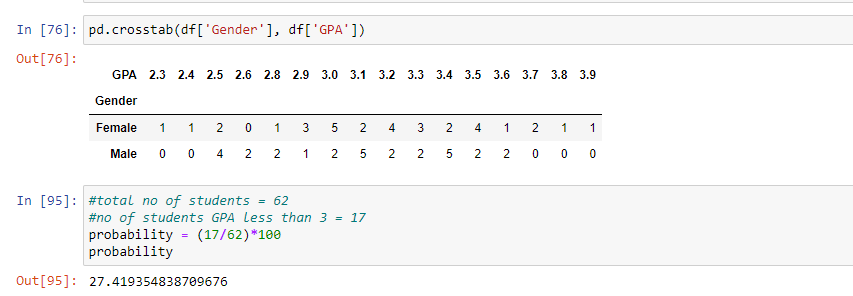 In [76]: pd.crosstab(df['Gender'], df['GPA'])
Out[76]:
GPA 2.3 2.4 2.5 2.6 2.8 2.9 3.0 3.1 3.2 3.3 3.4 3.5 3.6 3.7 3.8 3.9
Gender
Female 1 1 2 0 1 3 5 2 4 3 2 4 1 2 1 1
Male 0 0 4 2 2 1 2 5 2 2 5 2 2 0 0 0
In [95]: #total no of students = 62
#no of students GPA less than 3 = 17
probability = (17/62)*100
probability
Out[95]: 27.419354838709676